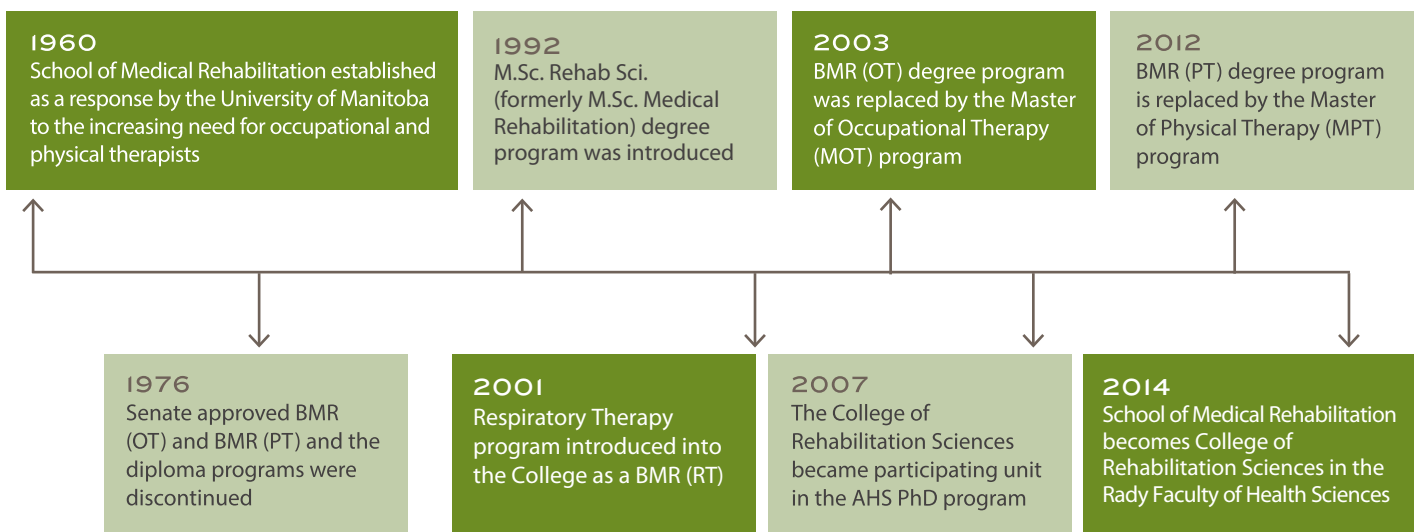 1960
School of Medical Rehabilitation established
as a response by the University of Manitoba
to the increasing need for occupational and
physical therapists
1992
M.Sc. Rehab Sci.
(formerly M.Sc. Medical
Rehabilitation) degree
program was introduced
2003
BMR (OT) degree program
was replaced by the Master
of Occupational Therapy
(MOT) program
2012
BMR (PT) degree program
is replaced by the Master
of Physical Therapy (MPT)
program
1976
Senate approved BMR
(OT) and BMR (PT) and the
diploma programs were
discontinued
2001
Respiratory Therapy
program introduced into
the College as a BMR (RT)
2007
The College of
Rehabilitation Sciences
became participating unit
in the AHS PhD program
2014
School of Medical Rehabilitation
becomes College of
Rehabilitation Sciences in the
Rady Faculty of Health Sciences